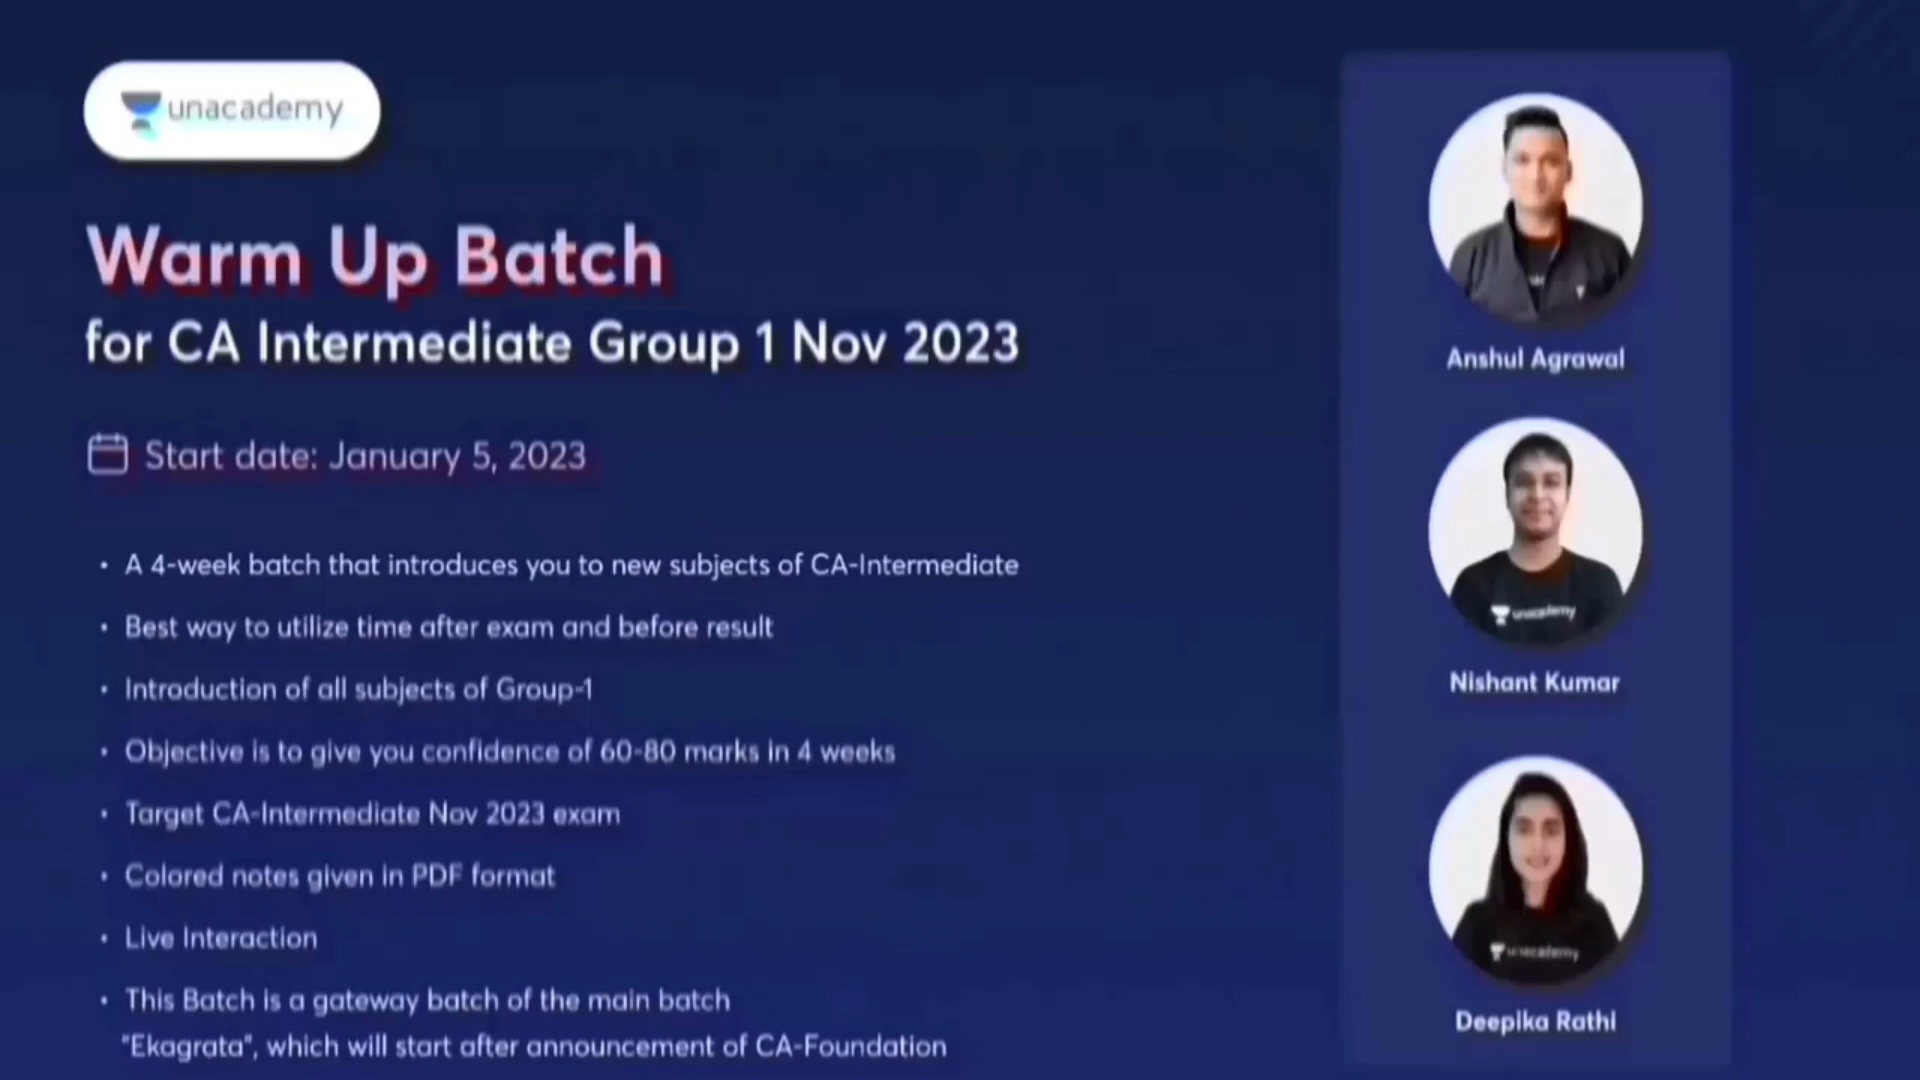 unacademy
Warm Up Batch
for CA Intermediate Group 1 Nov 2023
Start date: January 5, 2023
• A 4-week batch that introduces you to new subjects of CA-Intermediate
• Best way to utilize time after exam and before result
• Introduction of all subjects of Group-1
• Objective is to give you confidence of 60-80 marks in 4 weeks
• Target CA-Intermediate Nov 2023 exam
• Colored notes given in PDF format
• Live Interaction
• This Batch is a gateway batch of the main batch
"Ekagrata", which will start after announcement of CA-Foundation
Anshul Agrawal
unacademy
Nishant Kumar
unacademy
Deepika Rathi